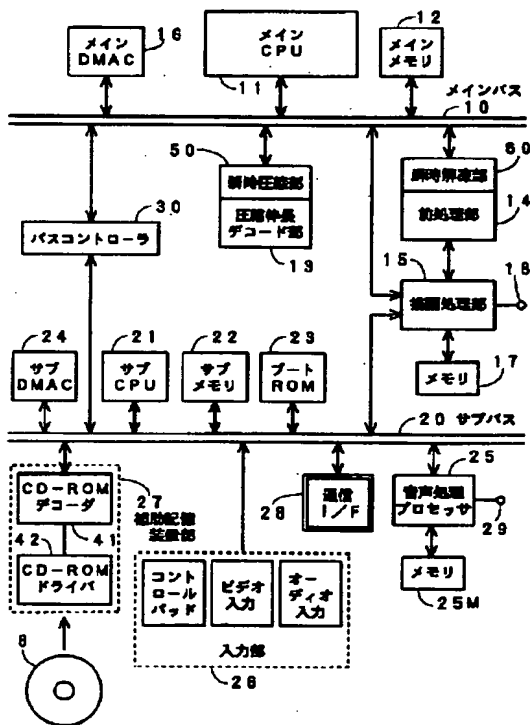 16
メイン
DMAC
メイン
CPU
11
12
メイン
メモリ
メインバス
10
50
瞬時圧縮部
圧縮伸長
デコード部
13
60
瞬時解凍部
前処理部
14
30
バスコントローラ
15
描画処理部
18
メモリ
17
24
サブ
DMAC
21
サブ
CPU
22
サブ
メモリ
23
ブート
ROM
20 サブバス
CD-ROM
デコーダ
41
42
CD-ROM
ドライバ
27
補助記憶
装置部
8
コント
ロール
パッド
ビデオ
入力
オー
ディオ
入力
入力部
26
通信
I/F
28
25
音声処理
プロセッサ
29
メモリ
25M